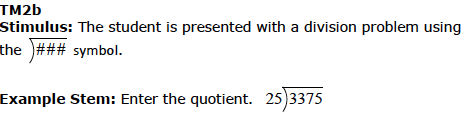 TM2b
Stimulus: The student is presented with a division problem using
the )### symbol.
Example Stem: Enter the quotient. 25)3375